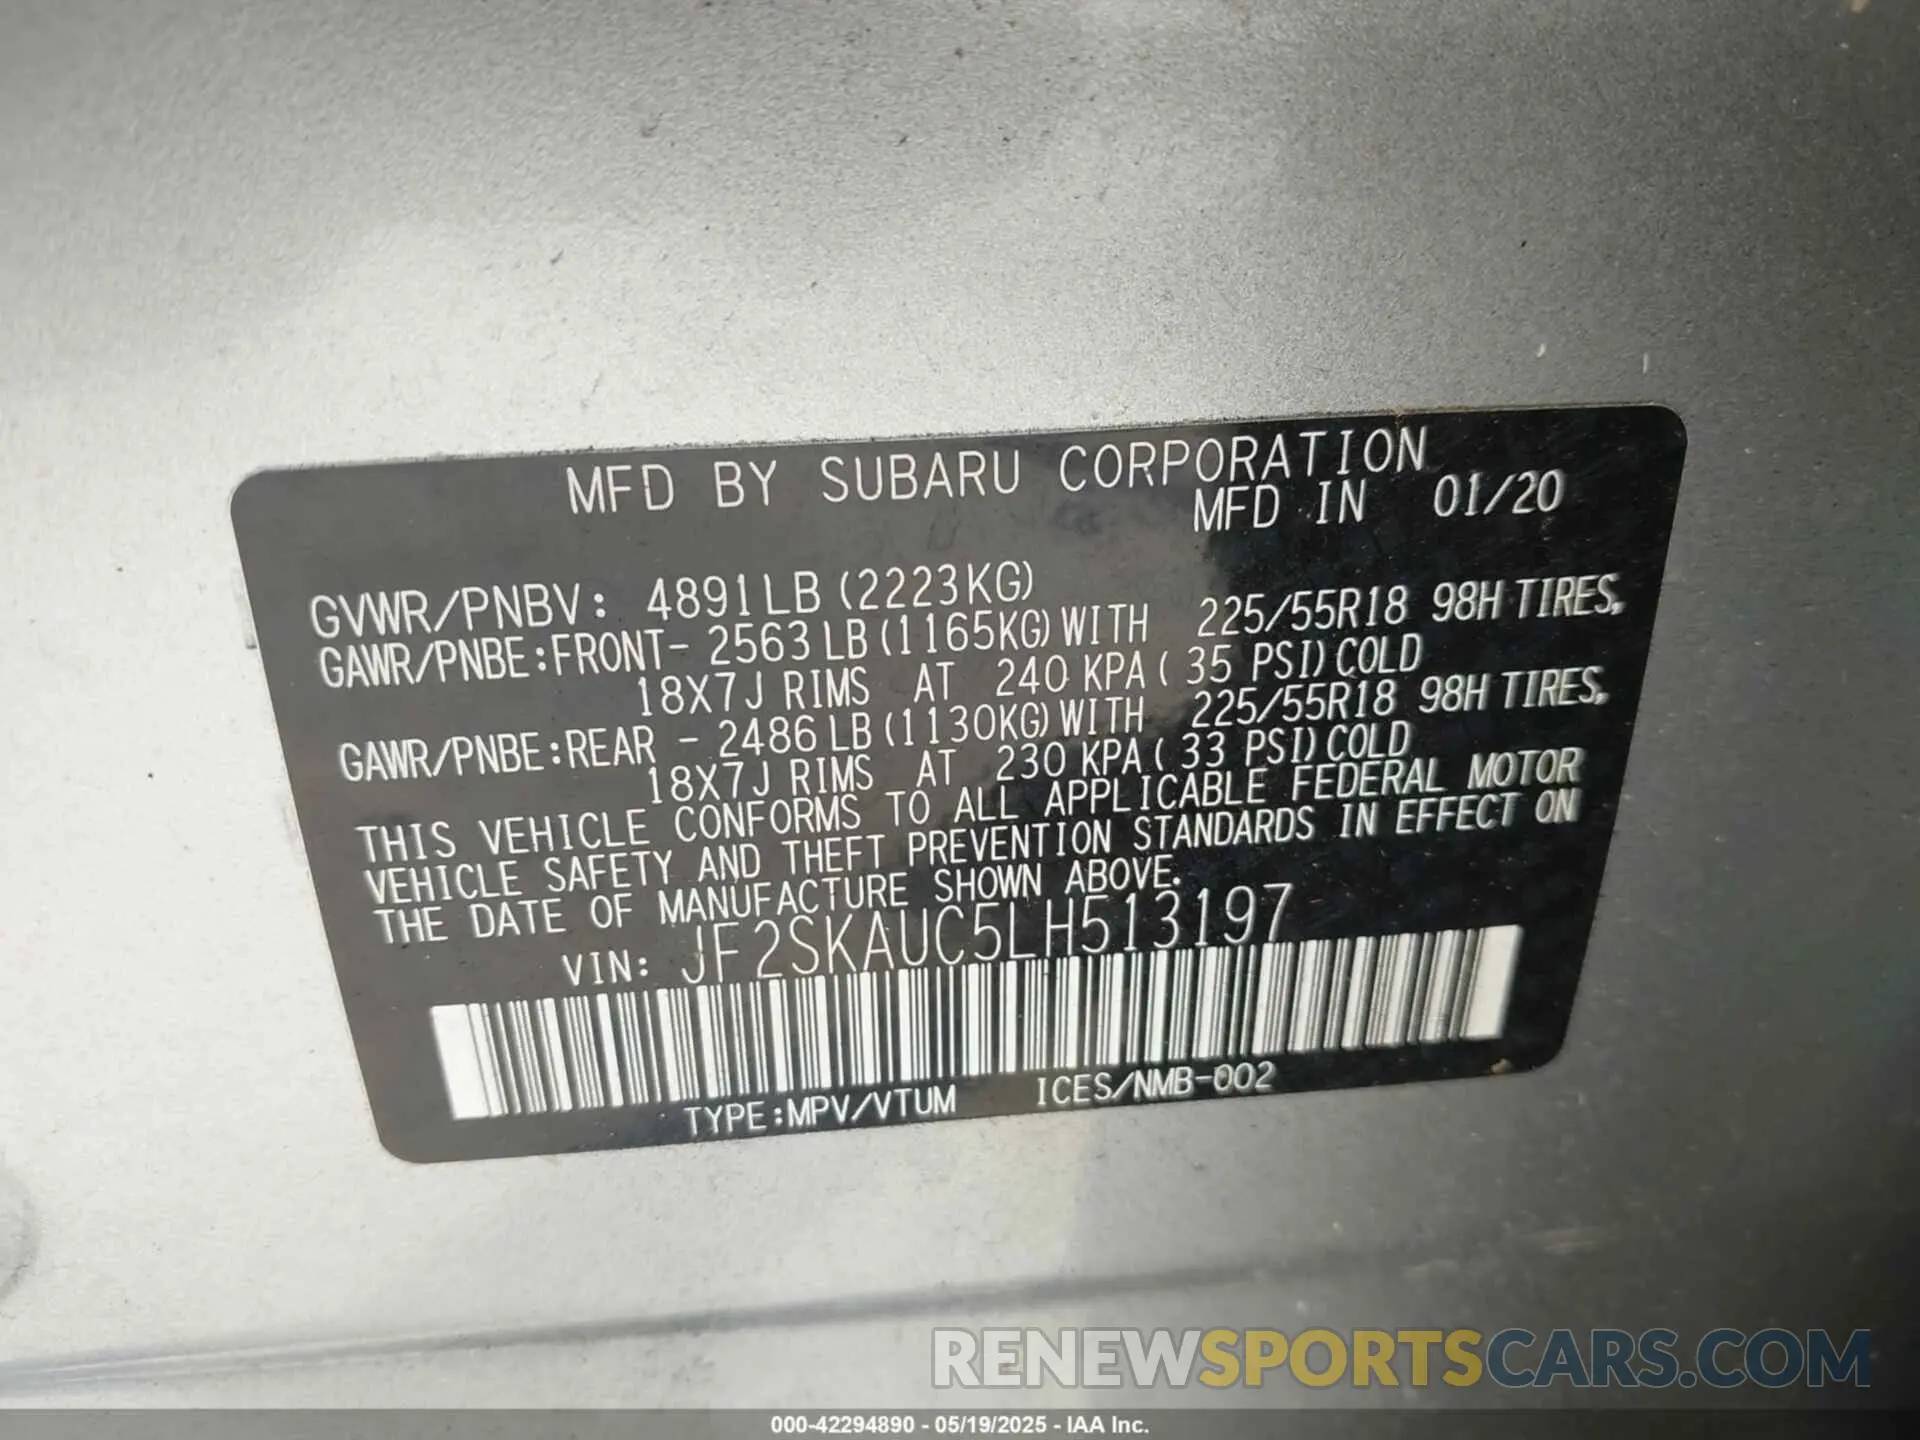 MFD BY SUBARU CORPORATION
MFD IN 01/20
GVWR/PNBV: 4891LB (2223KG)
GAWR/PNBE:FRONT- 2563 LB (1165KG) WITH 225/55R18 98H TIRES,
18X7J RIMS AT 240 KPA ( 35 PSI) COLD
GAWR/PNBE:REAR - 2486 LB (1130KG) WITH 225/55R18 98H TIRES,
18X7J RIMS AT 230 KPA ( 33 PSI) COLD
THIS VEHICLE CONFORMS TO ALL APPLICABLE FEDERAL MOTOR
VEHICLE SAFETY AND THEFT PREVENTION STANDARDS IN EFFECT ON
THE DATE OF MANUFACTURE SHOWN ABOVE.
VIN: JF2SKAUC5LH513197
TYPE:MPV/VTUM ICES/NMB-002
RENEWSPORTSCARS.COM
000-42294890 - 05/19/2025 - IAA Inc.